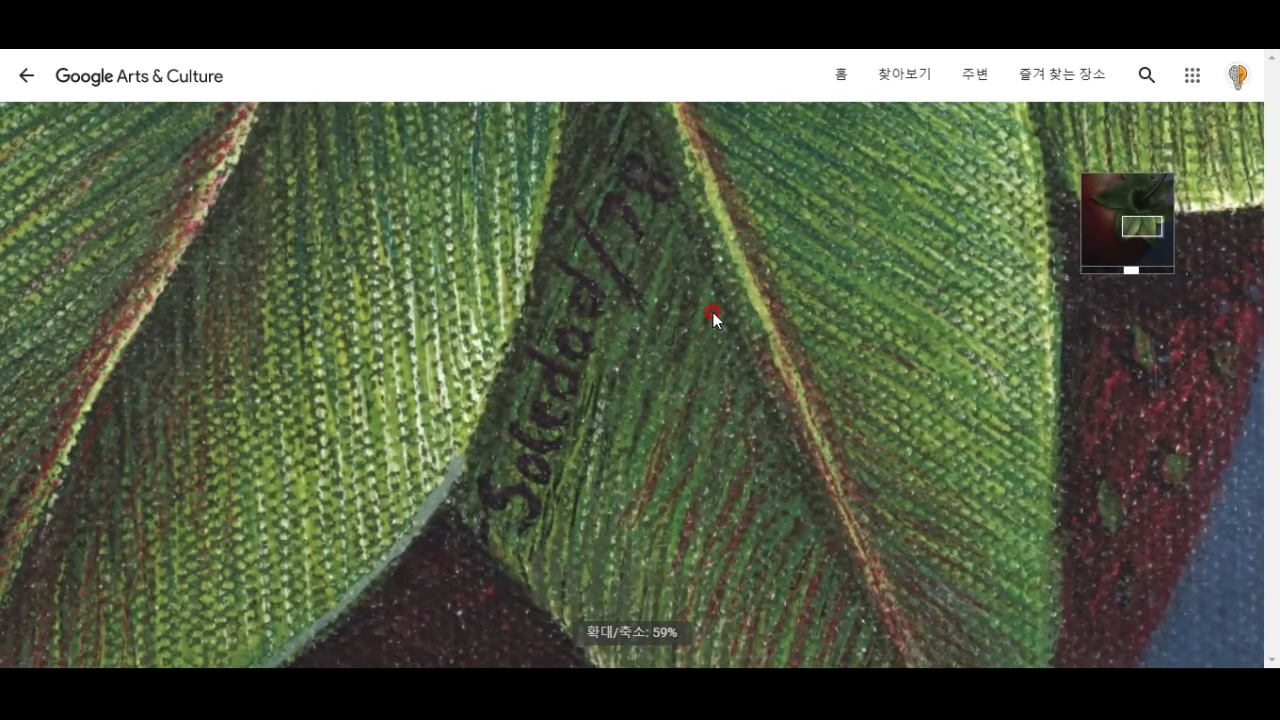 Google Arts & Culture
홈 찾아보기 주변 즐겨 찾는 장소
Soledad/78
확대/축소: 59%